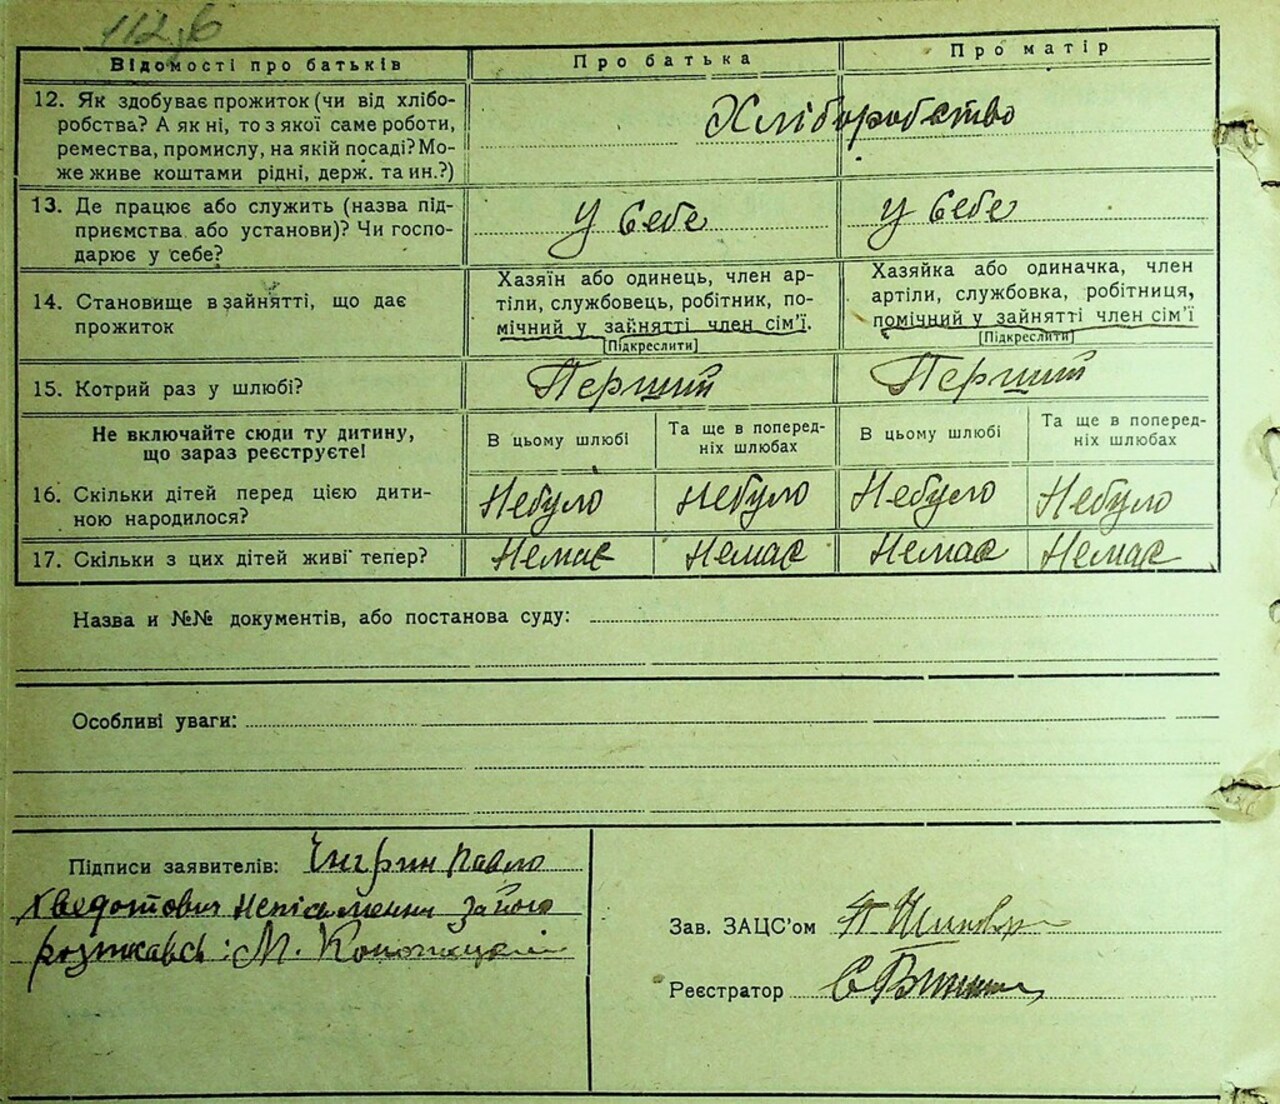 112,б
Відомості про батьків
Про батька
Про матір
12. Як здобуває прожиток (чи від хлібо-
робства? А як ні, то з якої саме роботи,
ремества, промислу, на якій посаді? Мо-
же живе коштами рідні, держ. та ин.?)
Хліборобство
13. Де працює або служить (назва під-
приємства або установи)? Чи госпо-
дарює у себе?
У себе
У себе
14. Становище в зайнятті, що дає
прожиток
Хазяїн або одинець, член ар-
тіли, службовець, робітник, по-
мічний у зайнятті член сім'ї.
[Підкреслити]
Хазяйка або одиначка, член
артіли, службовка, робітниця,
помічний у зайнятті член сім'ї
[Підкреслити]
15. Котрий раз у шлюбі?
Перший
Перший
Не включайте сюди ту дитину,
що зараз реєструєте!
В цьому шлюбі
Та ще в поперед-
ніх шлюбах
В цьому шлюбі
Та ще в поперед-
ніх шлюбах
16. Скільки дітей перед цією дити-
ною народилося?
Небуло
Небуло
Небуло
Небуло
17. Скільки з цих дітей живі тепер?
Немає
Немає
Немає
Немає
Назва и №№ документів, або постанова суду:
Особливі уваги:
Підписи заявителів: Чигрин Павло
Хведотович Неписьменни за його
розписавсь: М.
Зав. ЗАЦС'ом
Реєстратор